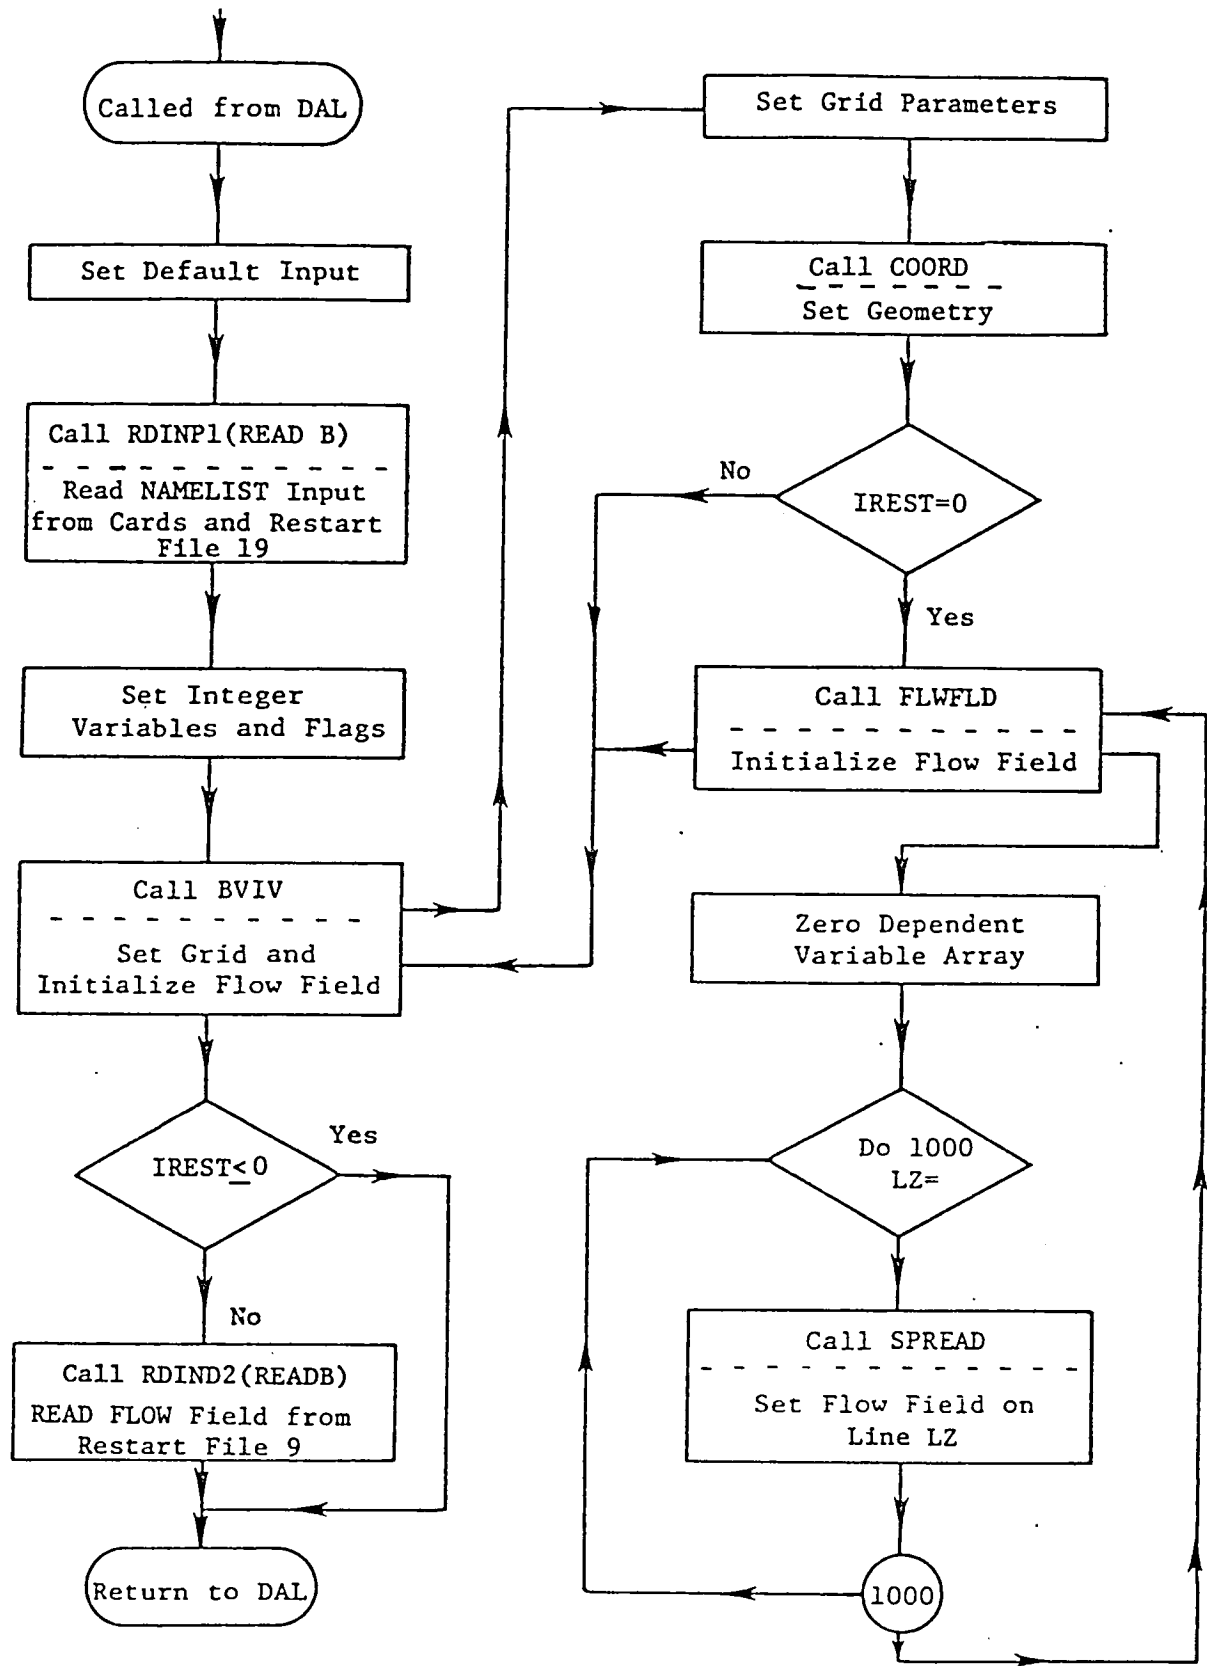 Called from DAL
Set Default Input
Call RDINP1(READ B)
Read NAMELIST Input
from Cards and Restart
File 19
Set Integer
Variables and Flags
Call BVIV
Set Grid and
Initialize Flow Field
IREST≤0
Yes
No
Call RDIND2(READB)
READ FLOW Field from
Restart File 9
Return to DAL
Set Grid Parameters
Call COORD
Set Geometry
No
IREST=0
Yes
Call FLWFLD
Initialize Flow Field
Zero Dependent
Variable Array
Do 1000
LZ=
Call SPREAD
Set Flow Field on
Line LZ
1000